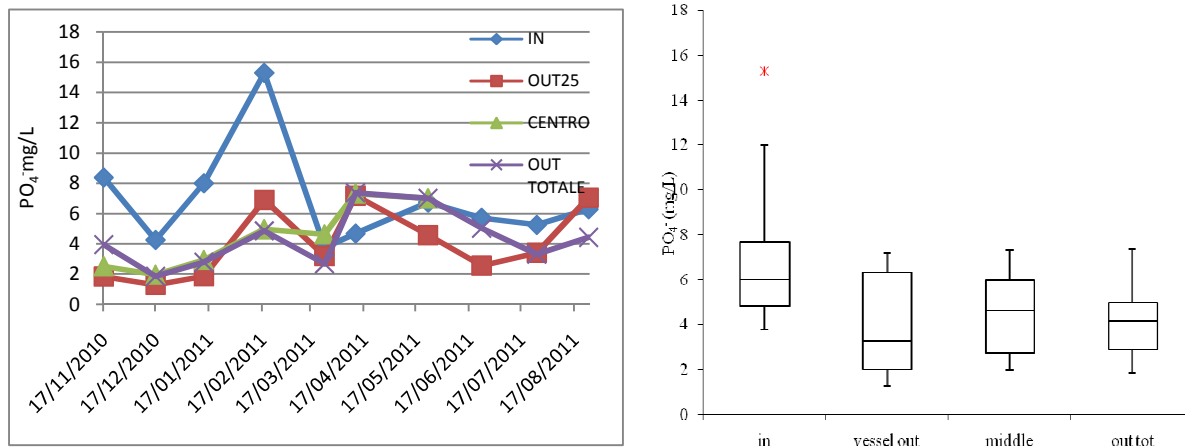 18
16
14
12
10
8
6
4
2
0
PO4-mg/L
IN
OUT25
CENTRO
OUT
TOTALE
17/11/2010
17/12/2010
17/01/2011
17/02/2011
17/03/2011
17/04/2011
17/05/2011
17/06/2011
17/07/2011
17/08/2011
18
16
14
12
10
8
6
4
2
0
PO4- (mg/L)
in
vessel out
middle
out tot